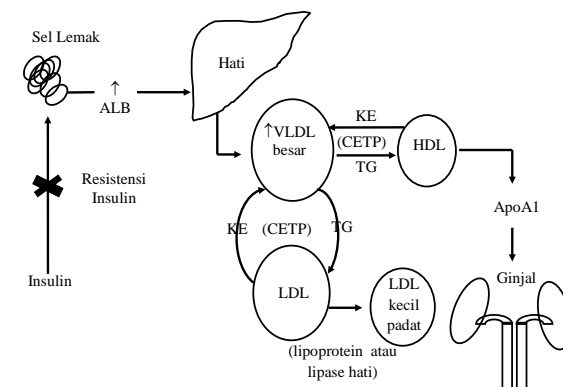 Sel Lemak
Hati
↑
ALB
Resistensi
Insulin
Insulin
↑VLDL
besar
KE
(CETP)
TG
HDL
ApoA1
Ginjal
KE
(CETP)
TG
LDL
LDL
kecil
padat
(lipoprotein atau
lipase hati)